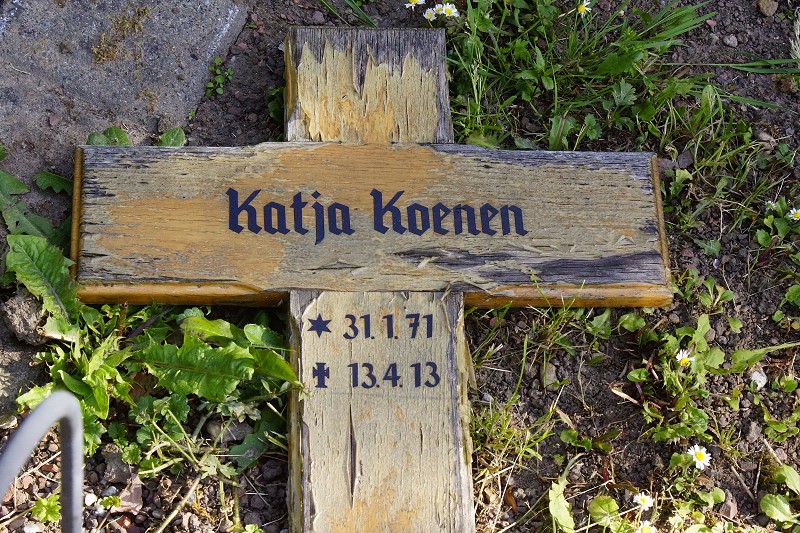 Katja Koenen
✶ 31.1.71
✝ 13.4.13